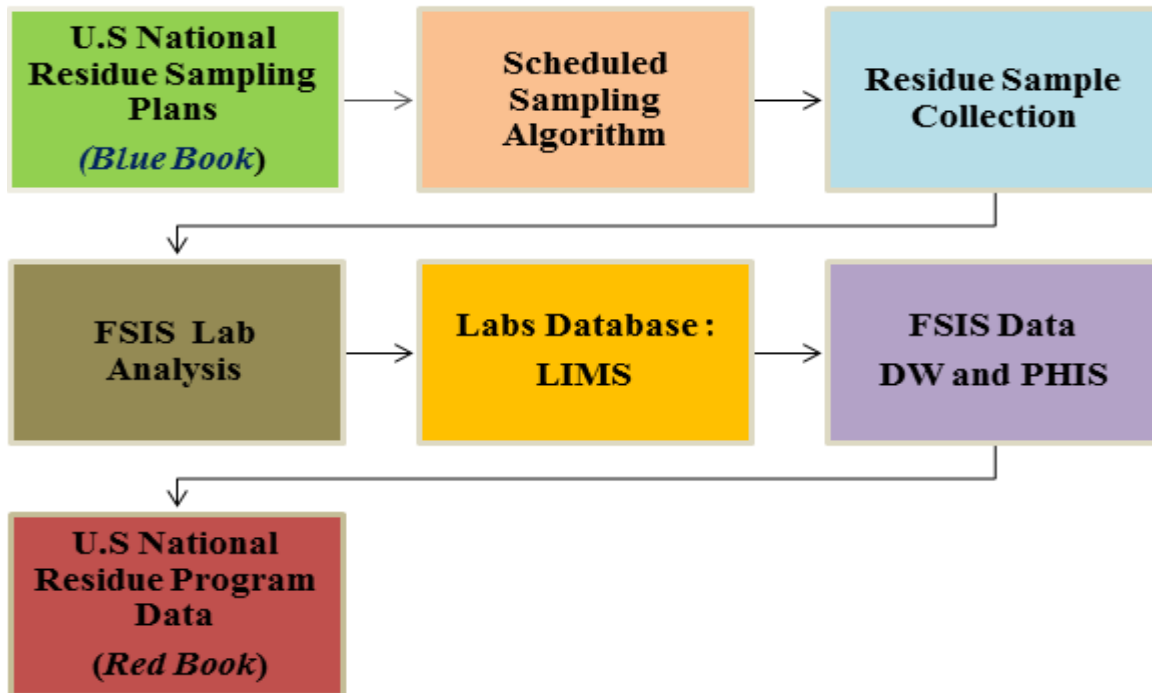 U.S National
Residue Sampling
Plans
(Blue Book)
Scheduled
Sampling
Algorithm
Residue Sample
Collection
FSIS Lab
Analysis
Labs Database :
LIMS
FSIS Data
DW and PHIS
U.S National
Residue Program
Data
(Red Book)